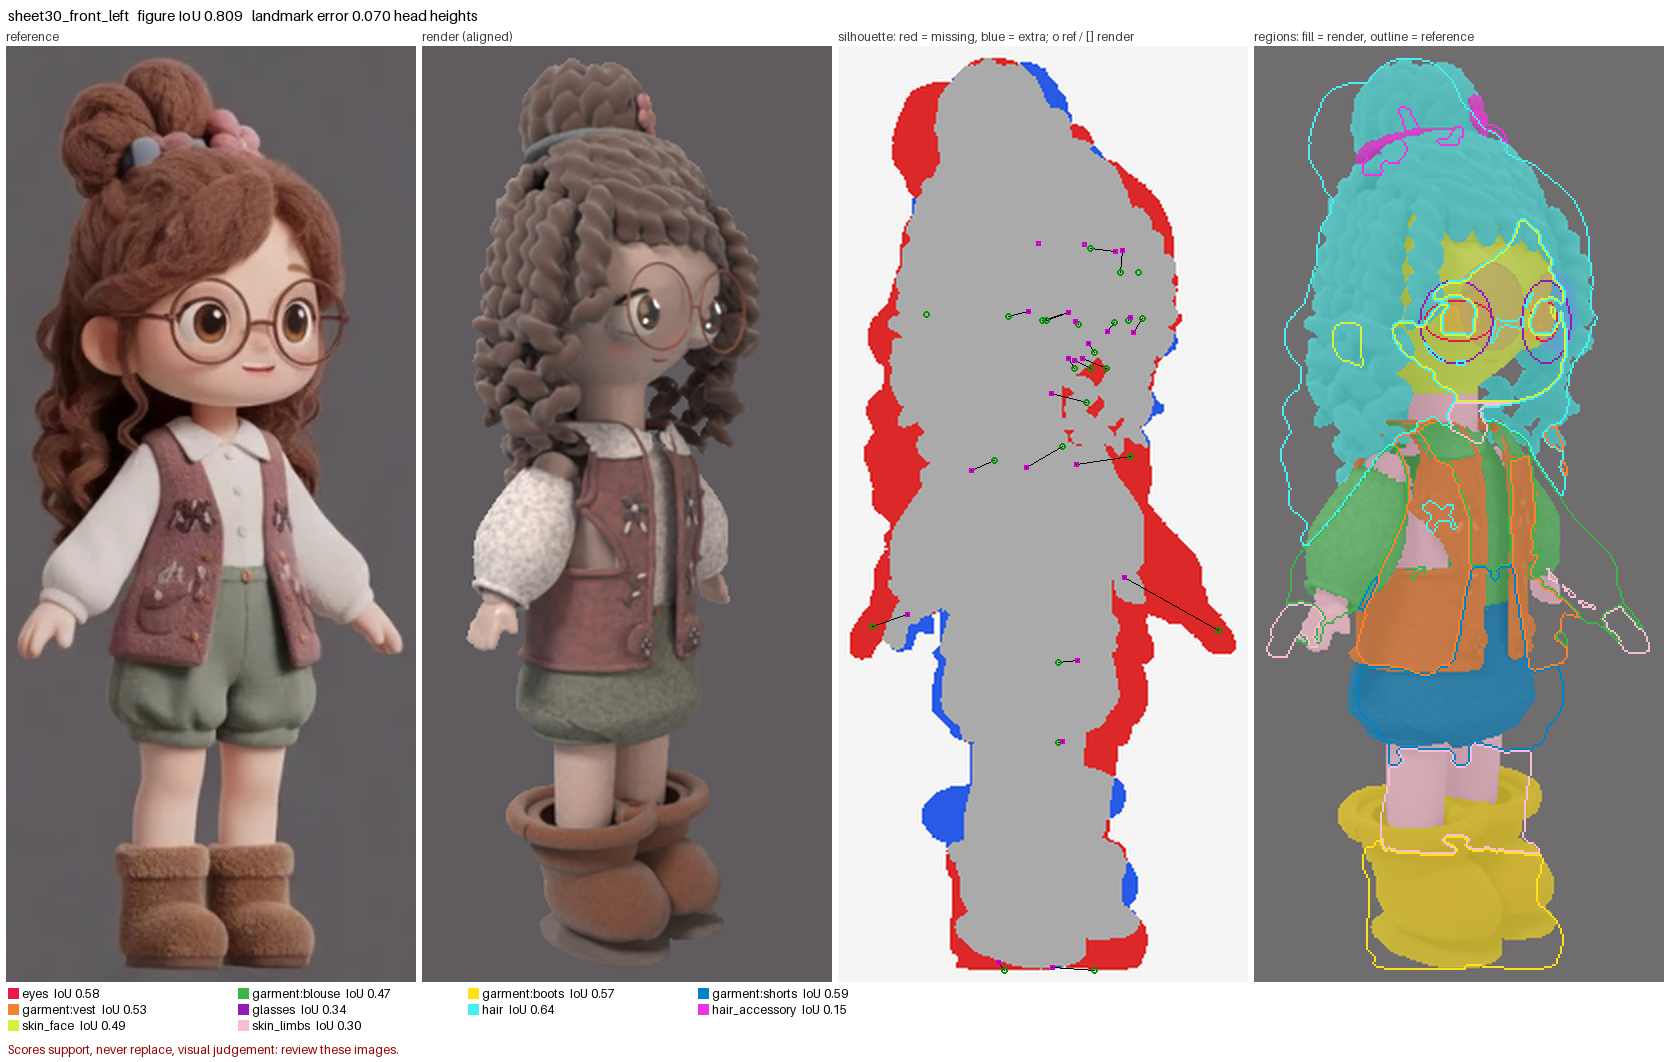 sheet30_front_left figure IoU 0.809 landmark error 0.070 head heights
reference
render (aligned)
silhouette: red = missing, blue = extra; o ref / [] render
regions: fill = render, outline = reference
eyes IoU 0.58
garment:blouse IoU 0.47
garment:boots IoU 0.57
garment:shorts IoU 0.59
garment:vest IoU 0.53
glasses IoU 0.34
hair IoU 0.64
hair_accessory IoU 0.15
skin_face IoU 0.49
skin_limbs IoU 0.30
Scores support, never replace, visual judgement: review these images.